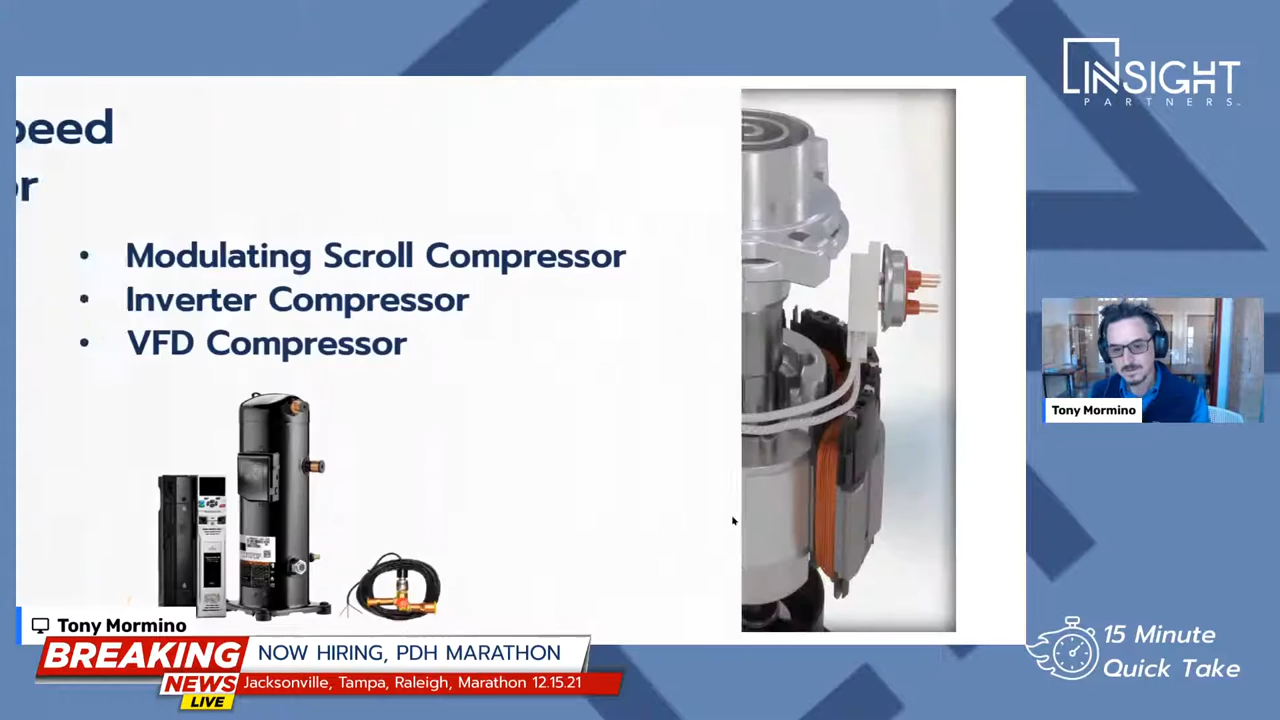 INSIGHT
PARTNERS
peed
or
• Modulating Scroll Compressor
• Inverter Compressor
• VFD Compressor
Tony Mormino
Tony Mormino
BREAKING
NEWS
LIVE
NOW HIRING, PDH MARATHON
Jacksonville, Tampa, Raleigh, Marathon 12.15.21
15 Minute
Quick Take